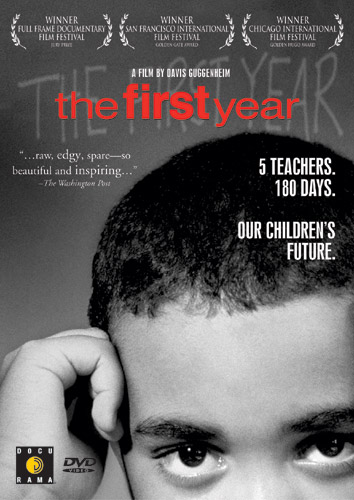 WINNER
FULL FRAME DOCUMENTARY
FILM FESTIVAL
JURY PRIZE
WINNER
SAN FRANCISCO INTERNATIONAL
FILM FESTIVAL
GOLDEN GATE AWARD
WINNER
CHICAGO INTERNATIONAL
FILM FESTIVAL
GOLDEN HUGO AWARD
THE FIRST YEAR
A FILM BY DAVIS GUGGENHEIM
the first year
“...raw, edgy, spare—so
beautiful and inspiring...”
–The Washington Post
5 TEACHERS.
180 DAYS.
OUR CHILDREN'S
FUTURE.
DOCU
RAMA
DVD
VIDEO